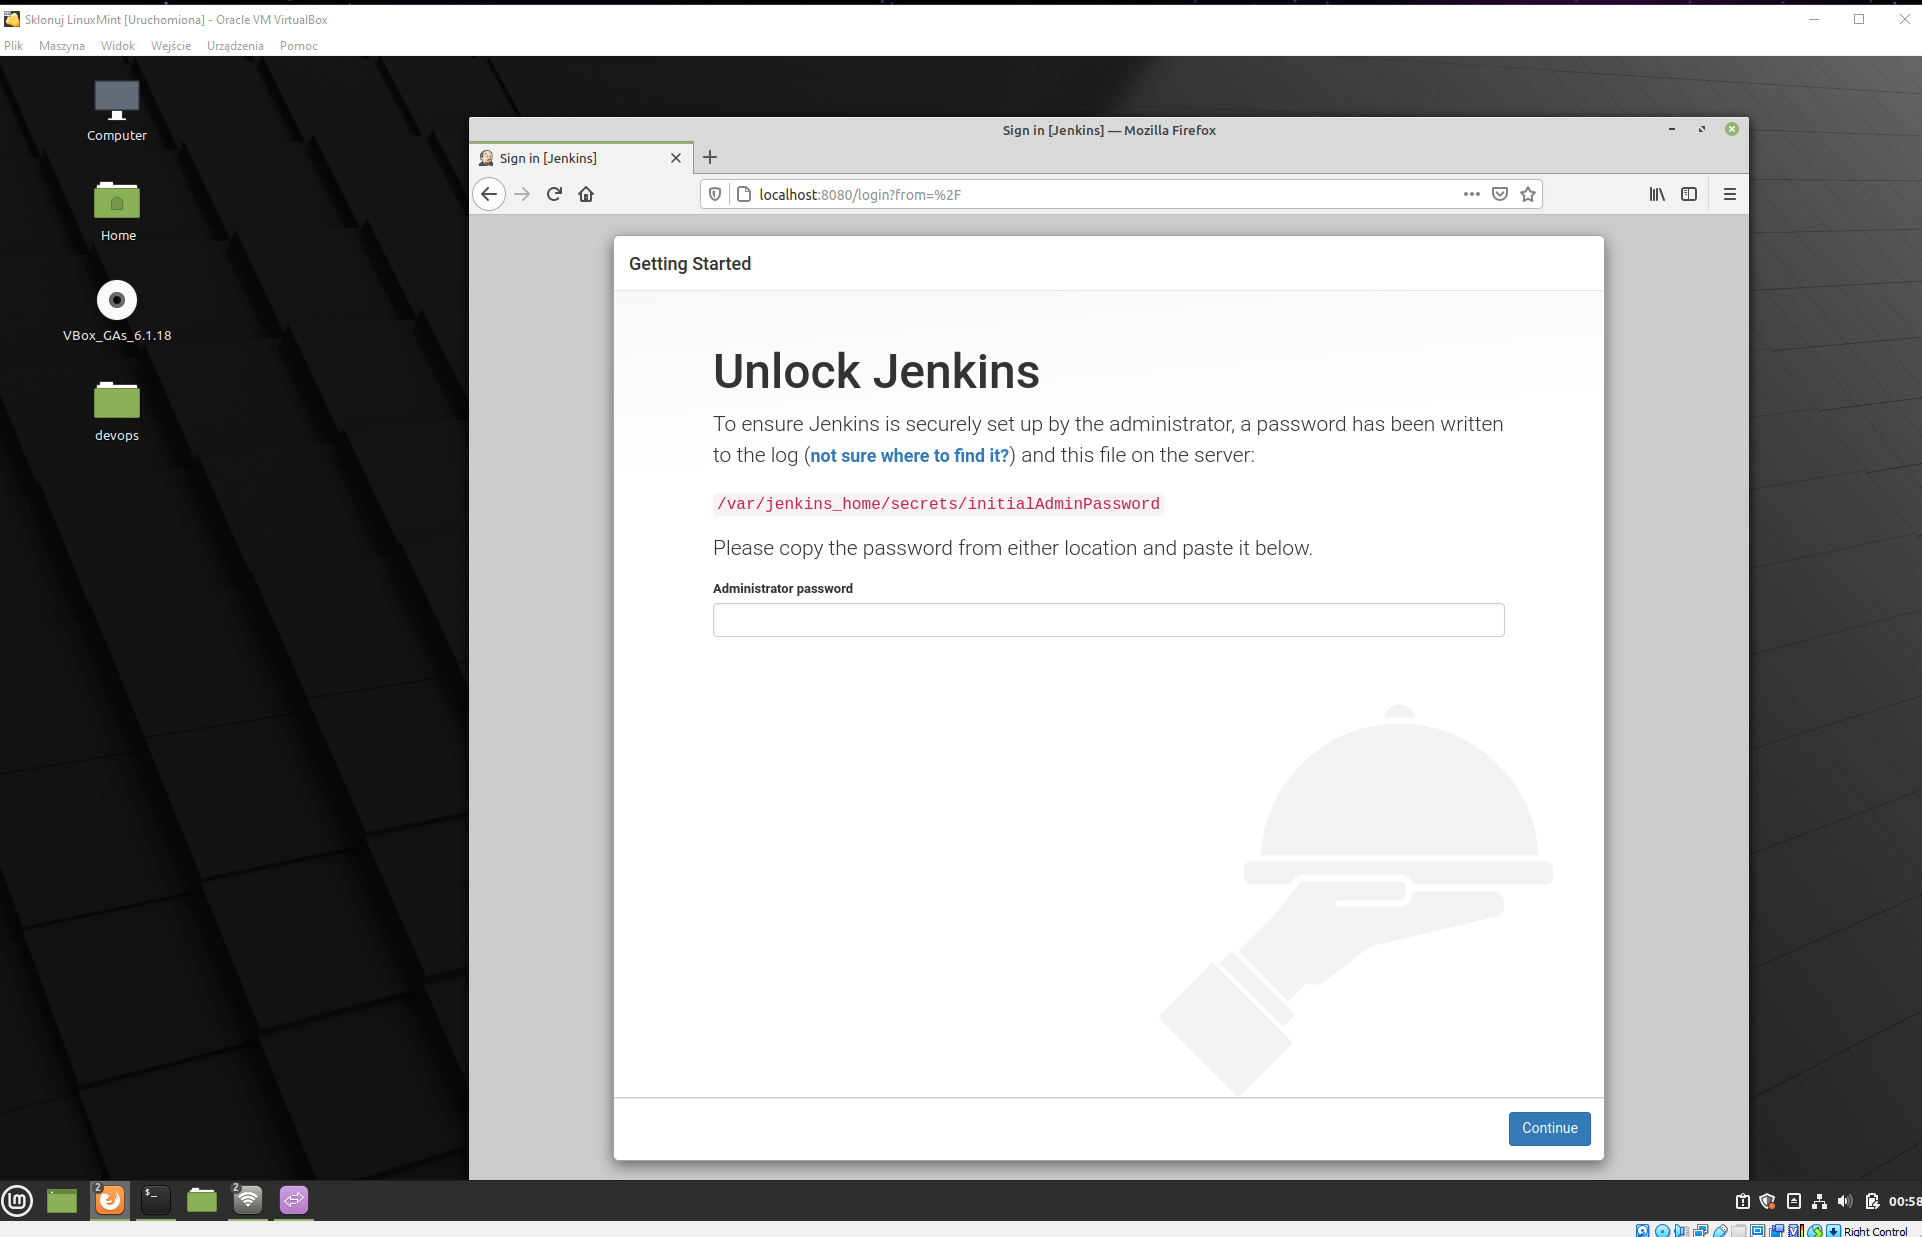 Sklonuj LinuxMint [Uruchomiona] - Oracle VM VirtualBox
Plik Maszyna Widok Wejście Urządzenia Pomoc
Computer
Home
VBox_GAs_6.1.18
devops
Sign in [Jenkins] — Mozilla Firefox
Sign in [Jenkins]
localhost:8080/login?from=%2F
Getting Started
Unlock Jenkins
To ensure Jenkins is securely set up by the administrator, a password has been written
to the log (not sure where to find it?) and this file on the server:
/var/jenkins_home/secrets/initialAdminPassword
Please copy the password from either location and paste it below.
Administrator password
Continue
2
$_
2
00:58
Right Control